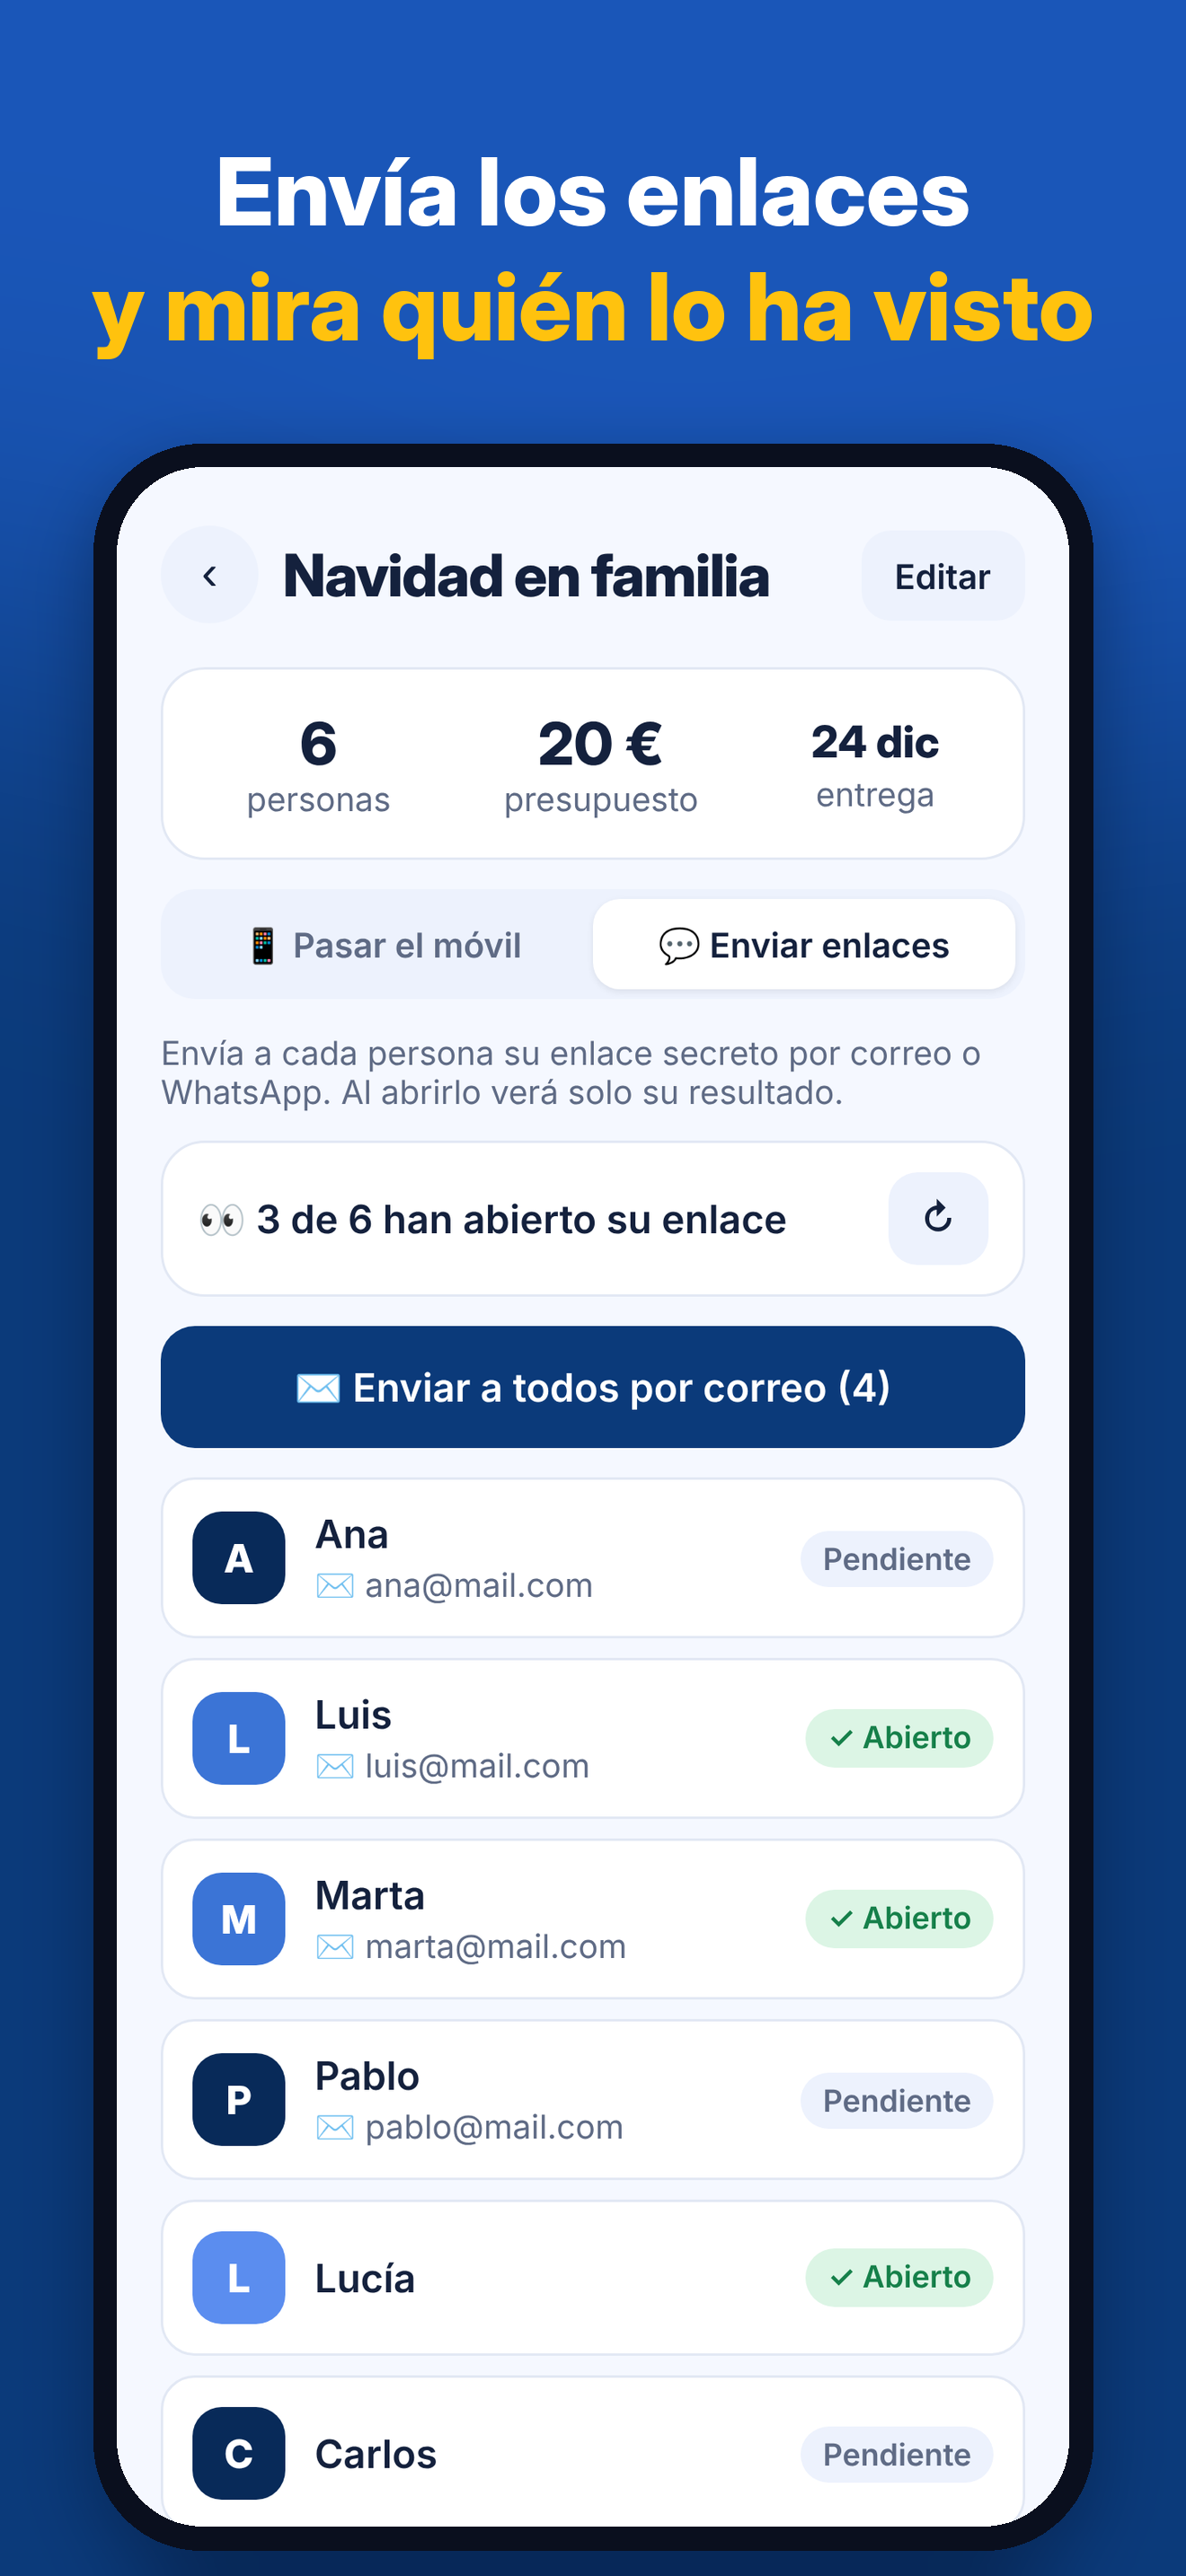 Envía los enlaces
y mira quién lo ha visto
‹ Navidad en familia Editar
6 20 € 24 dic
personas presupuesto entrega
📱 Pasar el móvil 💬 Enviar enlaces
Envía a cada persona su enlace secreto por correo o
WhatsApp. Al abrirlo verá solo su resultado.
👀 3 de 6 han abierto su enlace ↻
✉️ Enviar a todos por correo (4)
A Ana Pendiente
✉️ ana@mail.com
L Luis ✓ Abierto
✉️ luis@mail.com
M Marta ✓ Abierto
✉️ marta@mail.com
P Pablo Pendiente
✉️ pablo@mail.com
L Lucía ✓ Abierto
C Carlos Pendiente